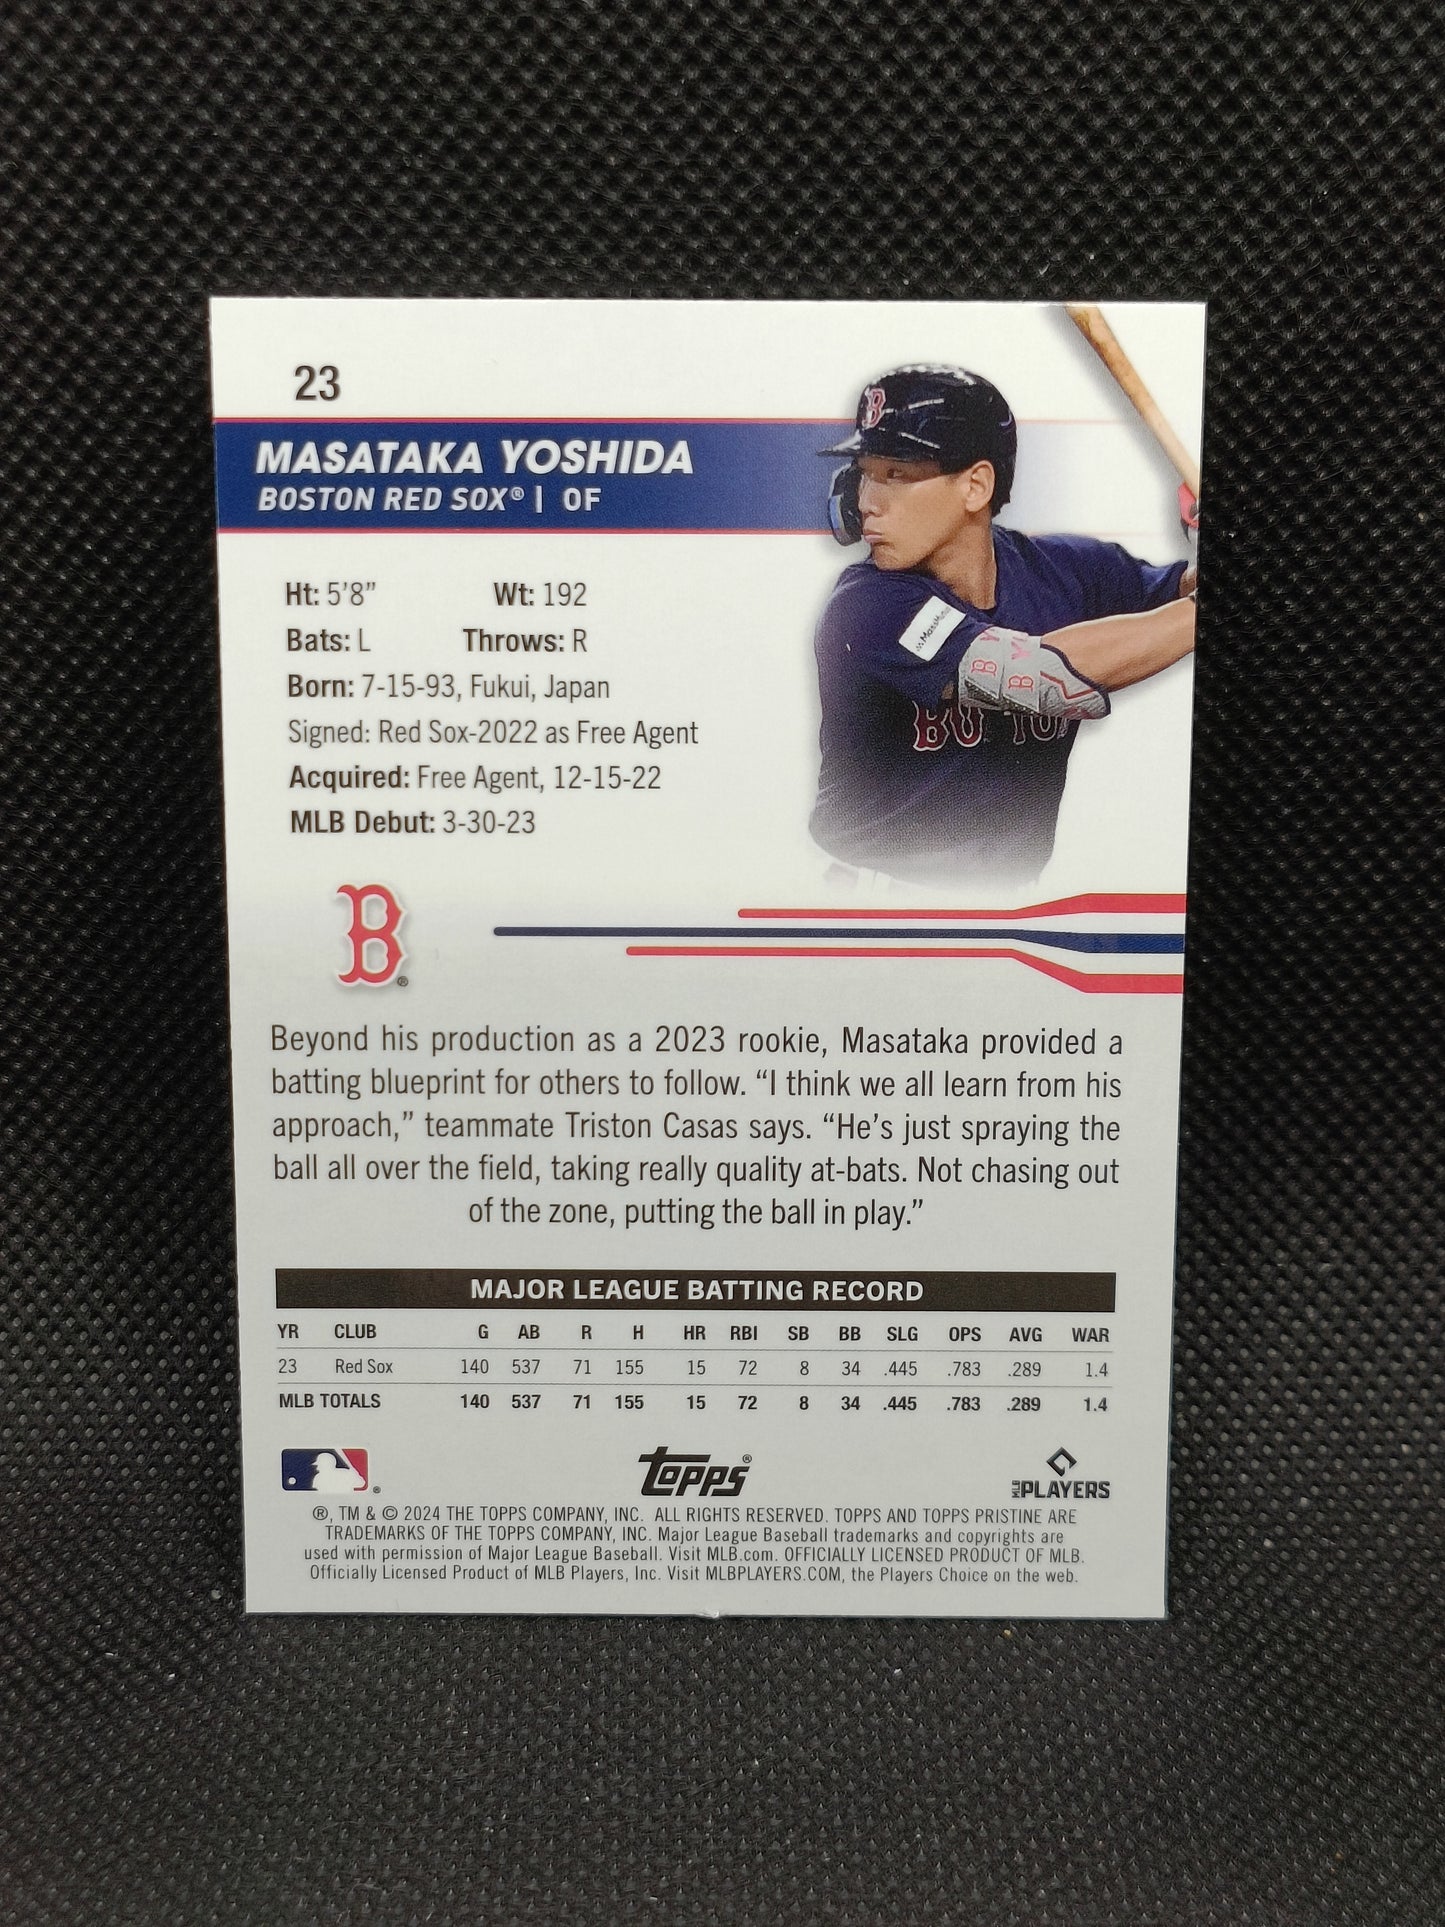 23
MASATAKA YOSHIDA
BOSTON RED SOX® | OF
Ht: 5'8" Wt: 192
Bats: L Throws: R
Born: 7-15-93, Fukui, Japan
Signed: Red Sox-2022 as Free Agent
Acquired: Free Agent, 12-15-22
MLB Debut: 3-30-23
B®
Beyond his production as a 2023 rookie, Masataka provided a
batting blueprint for others to follow. “I think we all learn from his
approach,” teammate Triston Casas says. “He’s just spraying the
ball all over the field, taking really quality at-bats. Not chasing out
of the zone, putting the ball in play.”
MAJOR LEAGUE BATTING RECORD
YR CLUB G AB R H HR RBI SB BB SLG OPS AVG WAR
23 Red Sox 140 537 71 155 15 72 8 34 .445 .783 .289 1.4
MLB TOTALS 140 537 71 155 15 72 8 34 .445 .783 .289 1.4
topps® MLB PLAYERS
®, TM & © 2024 THE TOPPS COMPANY, INC. ALL RIGHTS RESERVED. TOPPS AND TOPPS PRISTINE ARE
TRADEMARKS OF THE TOPPS COMPANY, INC. Major League Baseball trademarks and copyrights are
used with permission of Major League Baseball. Visit MLB.com. OFFICIALLY LICENSED PRODUCT OF MLB.
Officially Licensed Product of MLB Players, Inc. Visit MLBPLAYERS.COM, the Players Choice on the web.